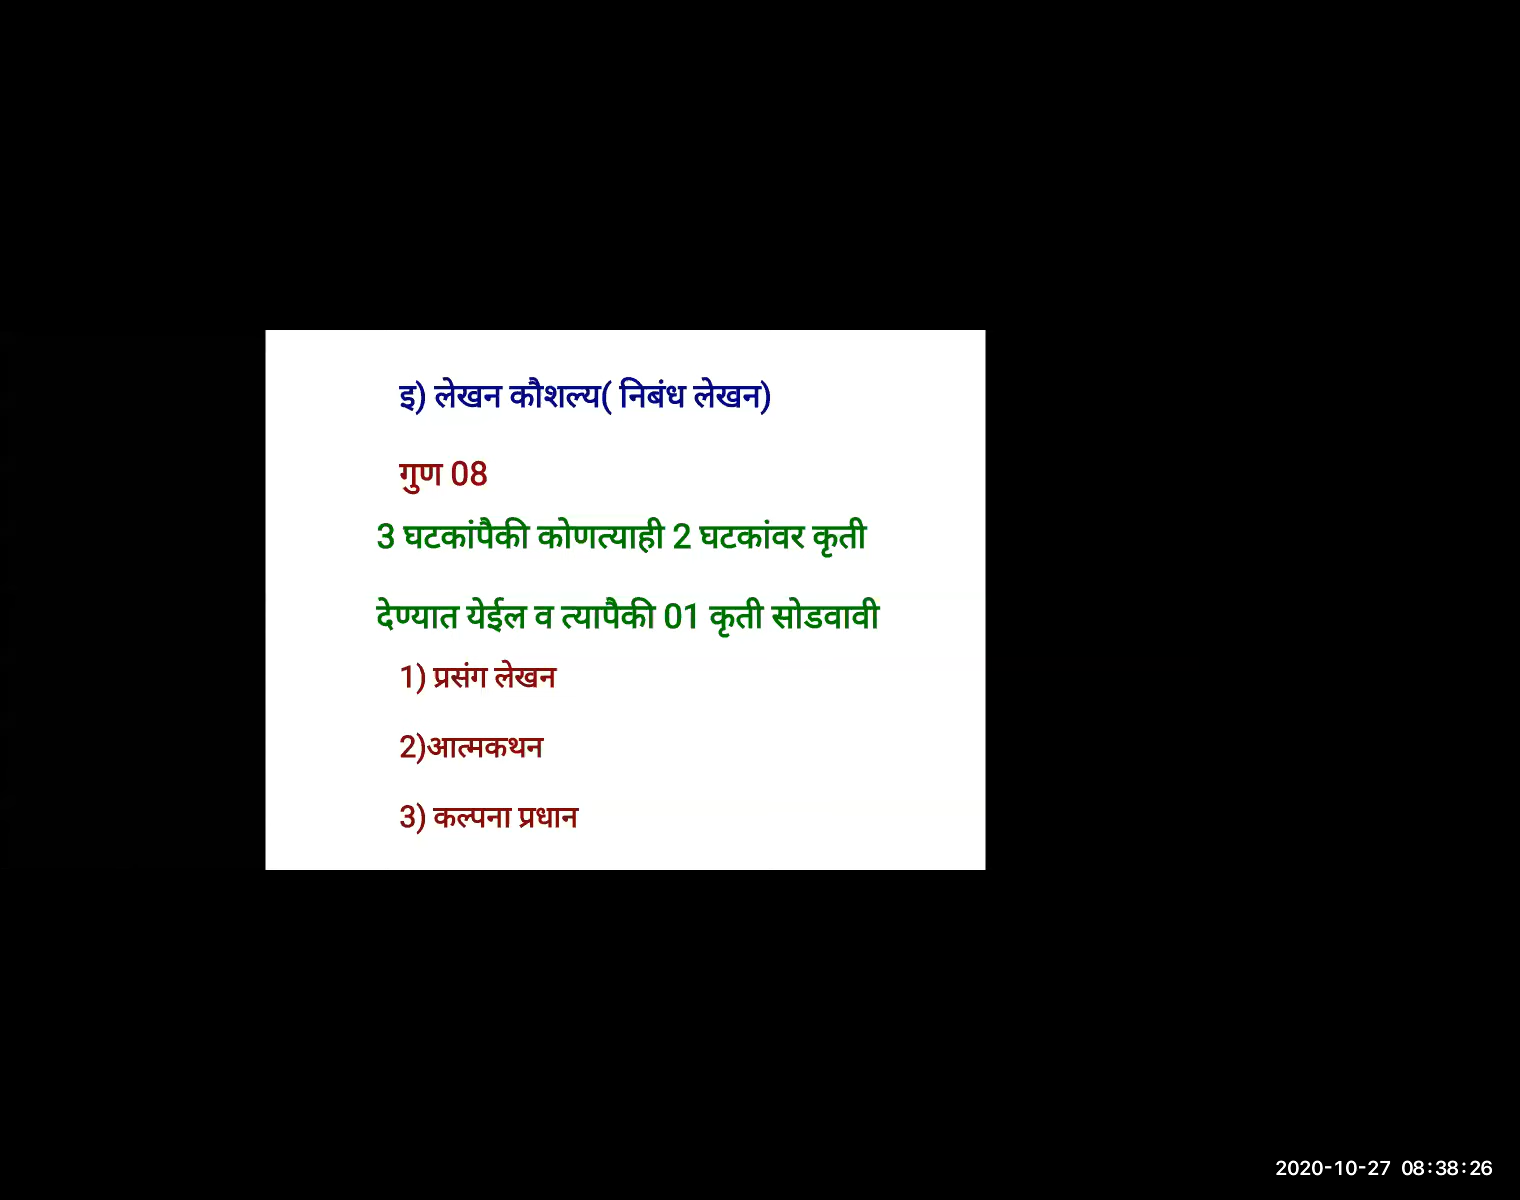 इ) लेखन कौशल्य( निबंध लेखन)
गुण 08
3 घटकांपैकी कोणत्याही 2 घटकांवर कृती
देण्यात येईल व त्यापैकी 01 कृती सोडवावी
1) प्रसंग लेखन
2)आत्मकथन
3) कल्पना प्रधान
2020-10-27 08:38:26